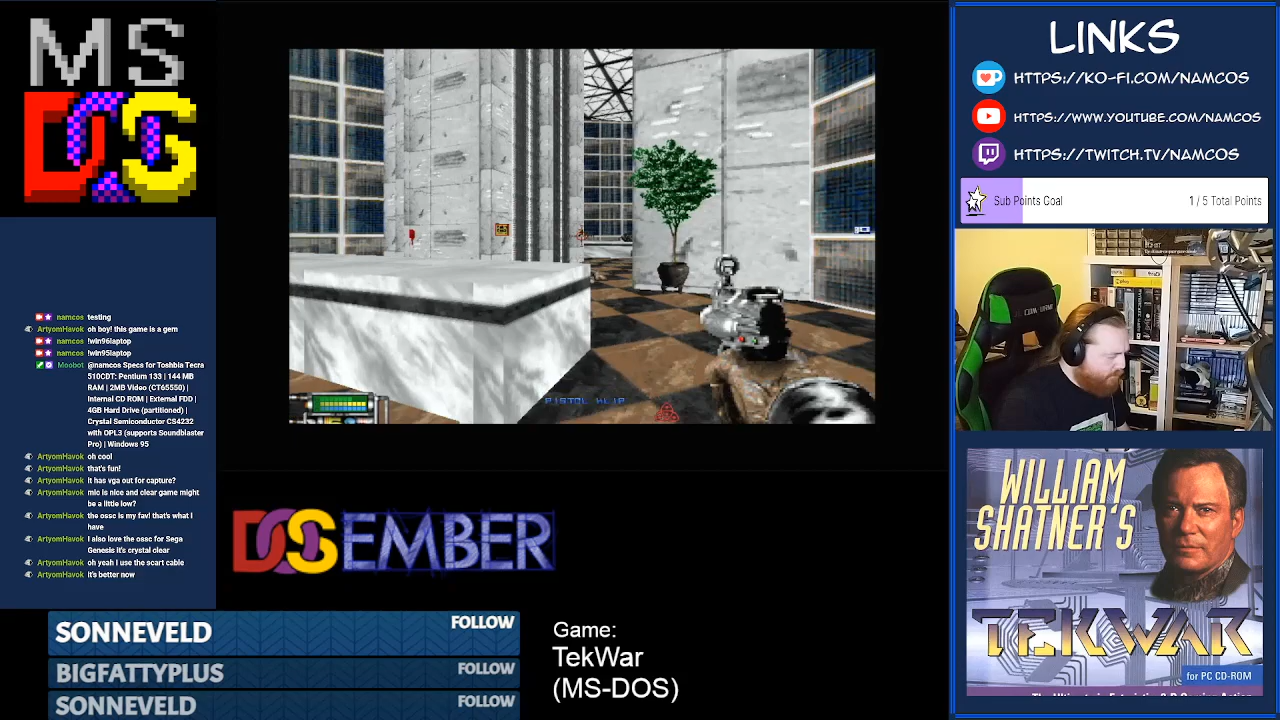 MS
DOS
namcos testing
ArtyomHavok oh boy! this game is a gem
namcos !win96laptop
namcos !win95laptop
Moobot @namcos Specs for Toshbia Tecra
510CDT: Pentium 133 | 144 MB
RAM | 2MB Video (CT65550) |
Internal CD ROM | External FDD |
4GB Hard Drive (partitioned) |
Crystal Semiconductor CS4232
with OPL3 (supports Soundblaster
Pro) | Windows 95
ArtyomHavok oh cool
ArtyomHavok that's fun!
ArtyomHavok it has vga out for capture?
ArtyomHavok mic is nice and clear game might
be a little low?
ArtyomHavok the ossc is my fav! that's what I
have
ArtyomHavok I also love the ossc for Sega
Genesis it's crystal clear
ArtyomHavok oh yeah I use the scart cable
ArtyomHavok it's better now
PISTOL KLIP
DOSEMBER
SONNEVELD FOLLOW
BIGFATTYPLUS FOLLOW
SONNEVELD FOLLOW
Game:
TekWar
(MS-DOS)
LINKS
HTTPS://KO-FI.COM/NAMCOS
HTTPS://WWW.YOUTUBE.COM/NAMCOS
HTTPS://TWITCH.TV/NAMCOS
Sub Points Goal 1 / 5 Total Points
WILLIAM
SHATNER'S
TEKWAR
for PC CD-ROM